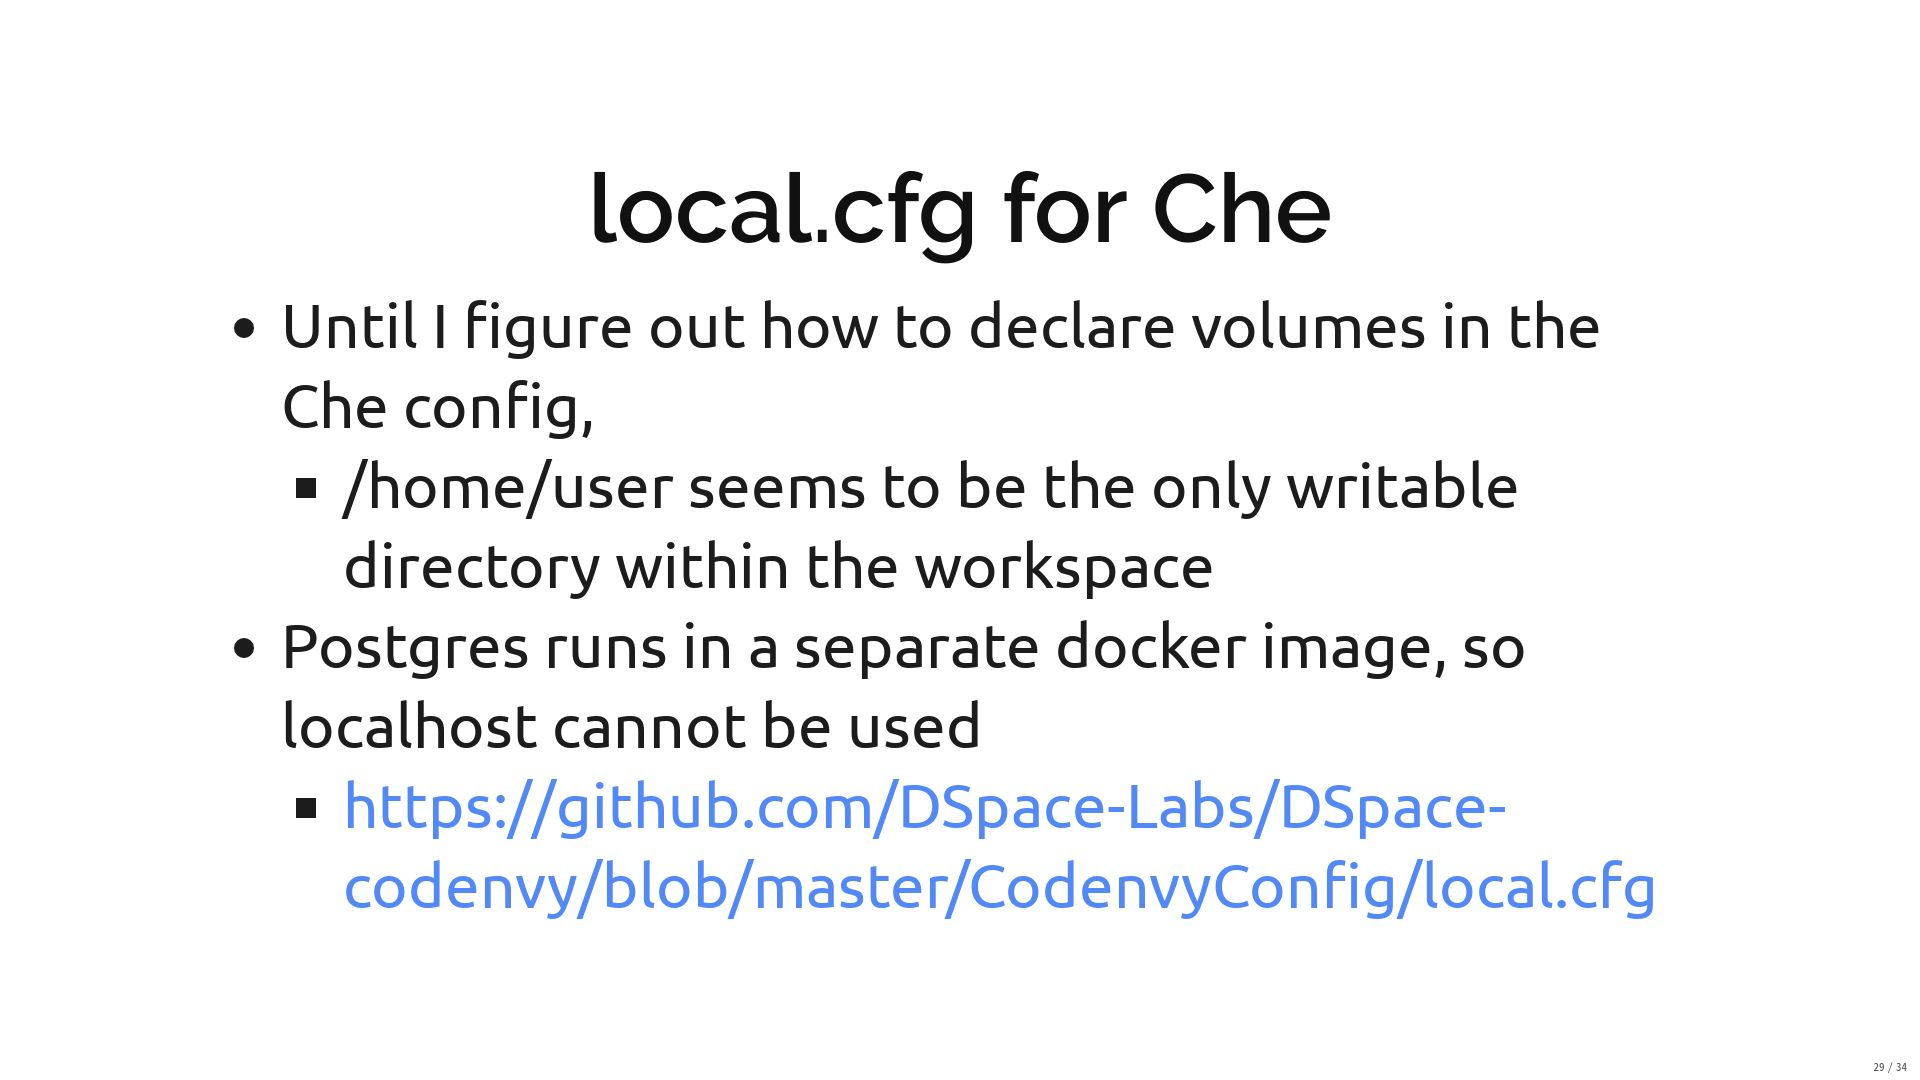 local.cfg for Che
Until I figure out how to declare volumes in the
Che config,
/home/user seems to be the only writable
directory within the workspace
Postgres runs in a separate docker image, so
localhost cannot be used
https://github.com/DSpace-Labs/DSpace-
codenvy/blob/master/CodenvyConfig/local.cfg
29 / 34